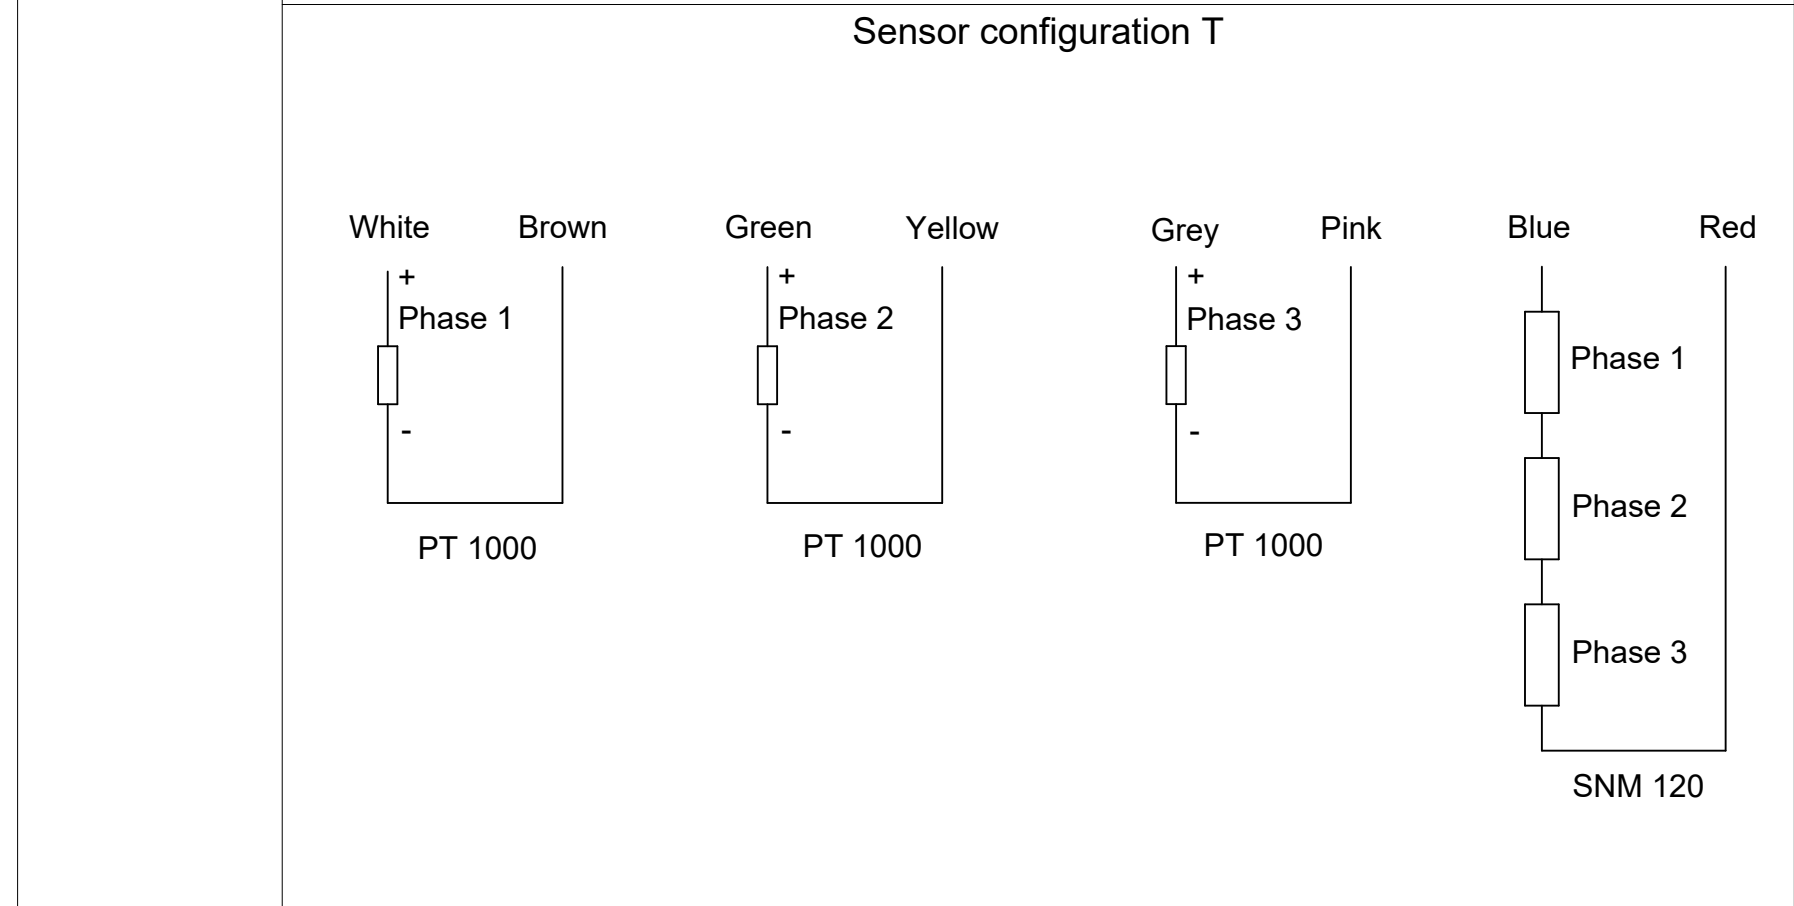 Sensor configuration T
White Brown Green Yellow Grey Pink Blue Red
+ + +
Phase 1 Phase 2 Phase 3
Phase 1
- - -
Phase 2
PT 1000 PT 1000 PT 1000
Phase 3
SNM 120